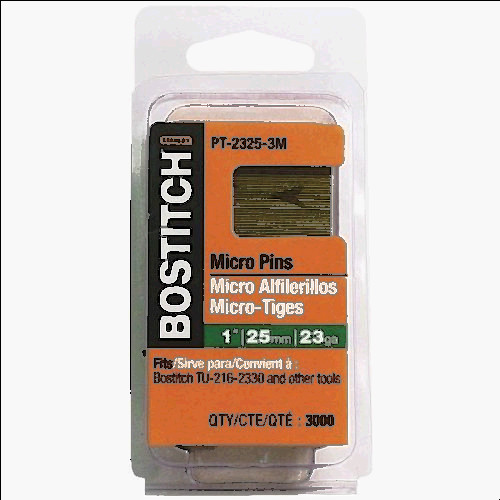 BOSTITCH
PT-2325-3M
Micro Pins
Micro Alfilerillos
Micro-Tiges
1" 25mm 23ga
Fits/Sirve para/Convient à :
Bostitch TU-216-2330 and other tools
QTY/CTE/QTÉ : 3000